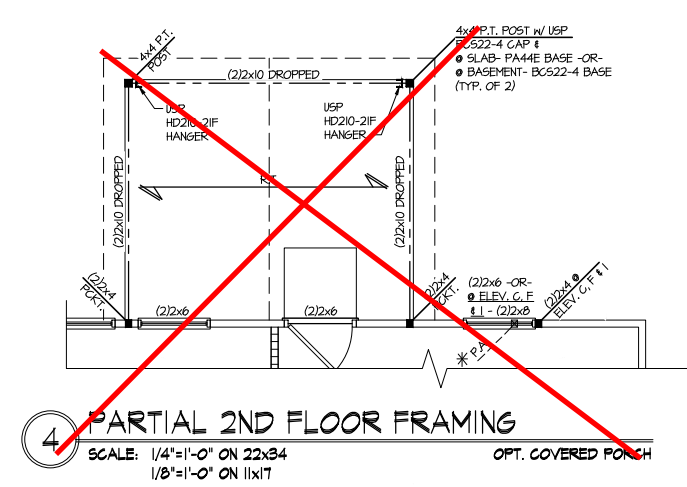 4x4 P.T.
POST
4x4 P.T. POST w/ USP
BCS22-4 CAP &
@ SLAB- PA44E BASE -OR-
@ BASEMENT- BCS22-4 BASE
(TYP. OF 2)
(2)2x10 DROPPED
USP
HD210-2IF
HANGER
USP
HD210-2IF
HANGER
(2)2x10 DROPPED
(2)2x10 DROPPED
(2)2x4
PCKT.
(2)2x6
(2)2x6
(2)2x4
PCKT.
(2)2x6 -OR-
@ ELEV. C, F
& I - (2)2x8
(2)2x4 @
ELEV. C, F & I
4
PARTIAL 2ND FLOOR FRAMING
SCALE: 1/4"=1'-0" ON 22x34
1/8"=1'-0" ON 11x17
OPT. COVERED PORCH